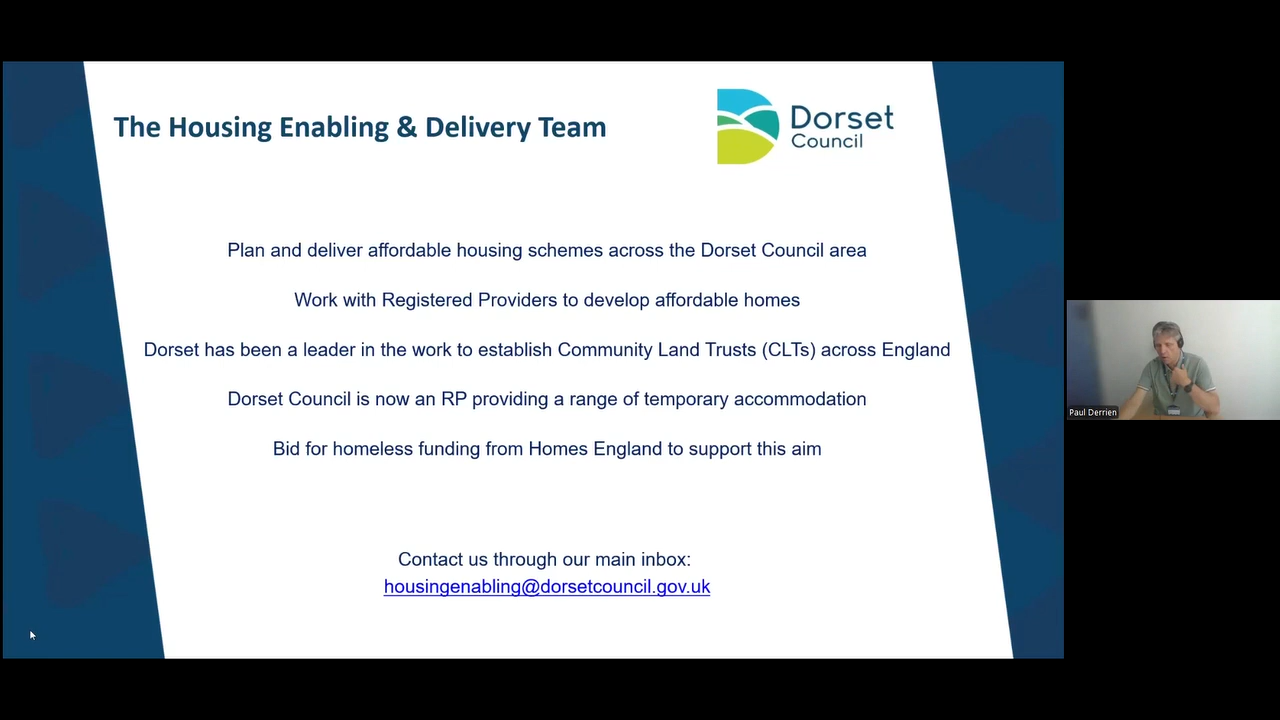 The Housing Enabling & Delivery Team
Dorset
Council
Plan and deliver affordable housing schemes across the Dorset Council area
Work with Registered Providers to develop affordable homes
Dorset has been a leader in the work to establish Community Land Trusts (CLTs) across England
Dorset Council is now an RP providing a range of temporary accommodation
Bid for homeless funding from Homes England to support this aim
Contact us through our main inbox:
housingenabling@dorsetcouncil.gov.uk
Paul Derrien